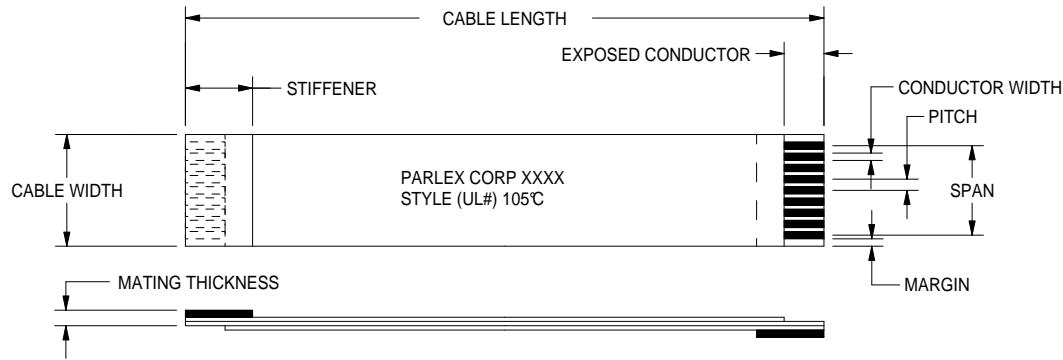 CABLE LENGTH
EXPOSED CONDUCTOR
STIFFENER
CONDUCTOR WIDTH
PITCH
CABLE WIDTH
PARLEX CORP XXXX
STYLE (UL#) 105℃
SPAN
MATING THICKNESS
MARGIN